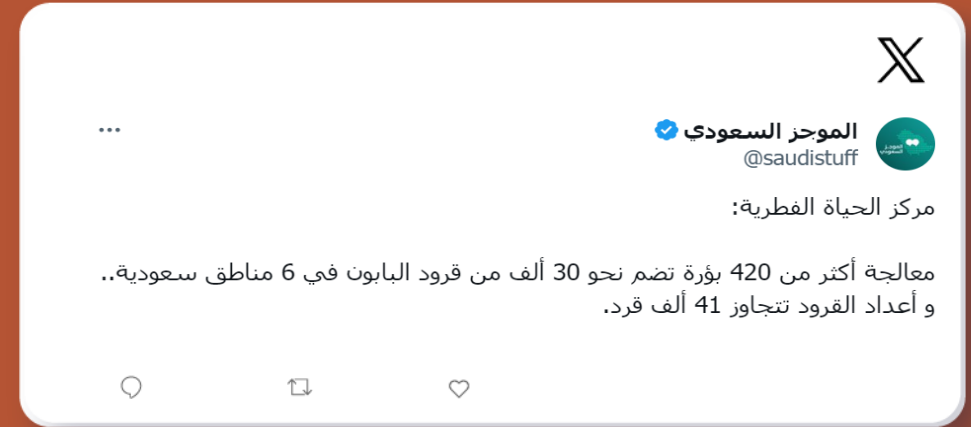 الموجز السعودي
@saudistuff
مركز الحياة الفطرية:
معالجة أكثر من 420 بؤرة تضم نحو 30 ألف من قرود البابون في 6 مناطق سعودية..
و أعداد القرود تتجاوز 41 ألف قرد.